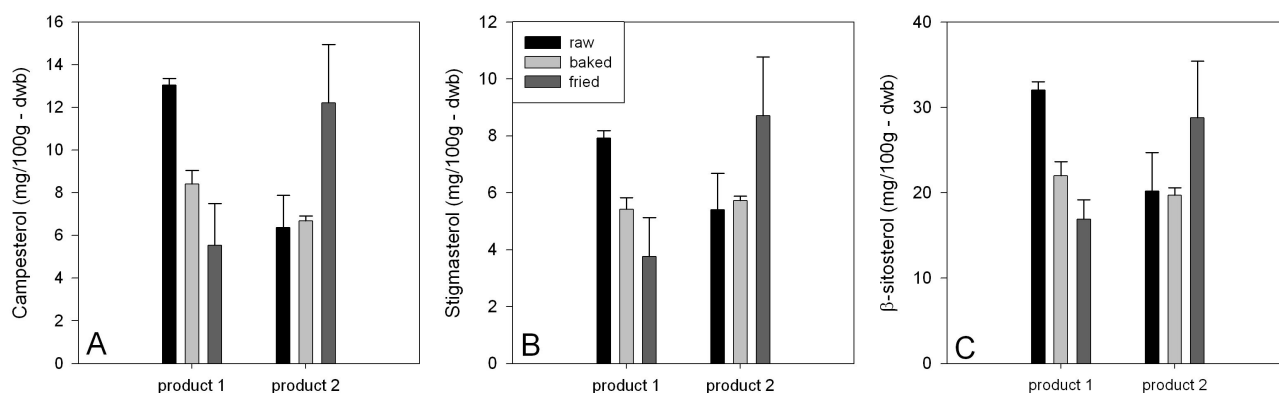 Campesterol (mg/100g - dwb)
16
14
12
10
8
6
4
2
0
A
product 1
product 2
Stigmasterol (mg/100g - dwb)
12
10
8
6
4
2
0
raw
baked
fried
B
product 1
product 2
β-sitosterol (mg/100g - dwb)
40
30
20
10
0
C
product 1
product 2